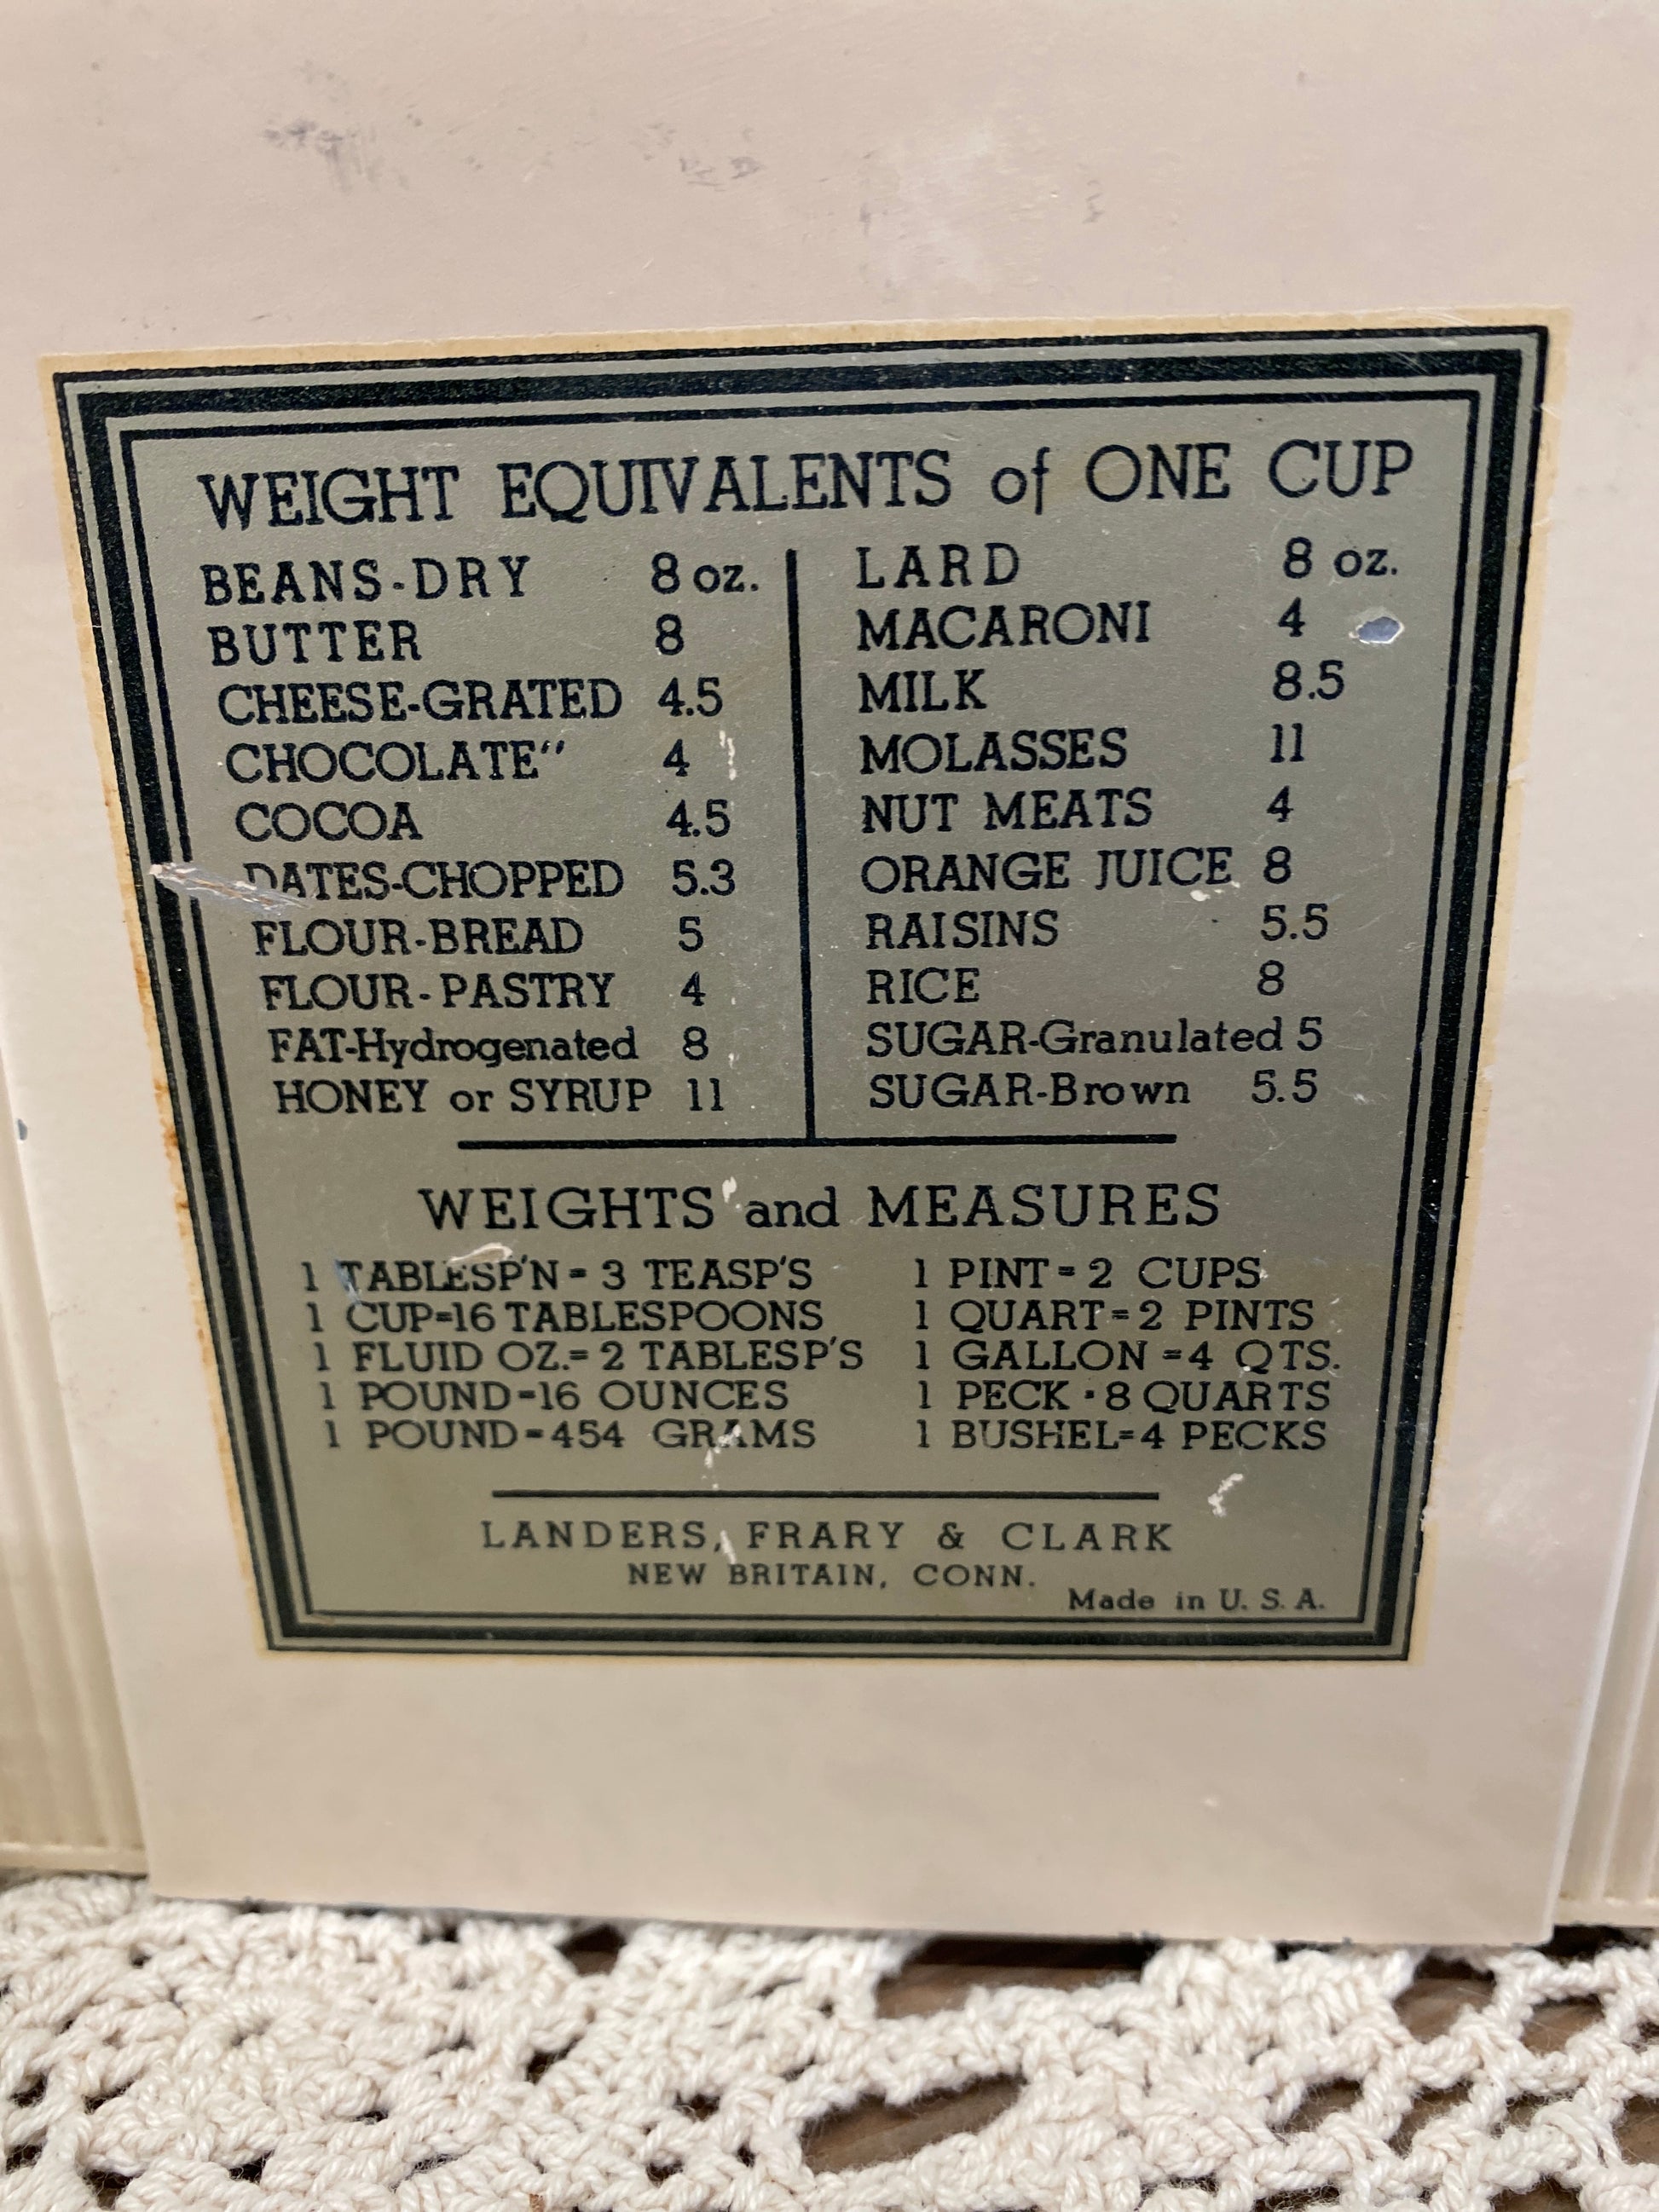 WEIGHT EQUIVALENTS of ONE CUP
BEANS-DRY 8 oz.
BUTTER 8
CHEESE-GRATED 4.5
CHOCOLATE" 4
COCOA 4.5
DATES-CHOPPED 5.3
FLOUR-BREAD 5
FLOUR-PASTRY 4
FAT-Hydrogenated 8
HONEY or SYRUP 11
LARD 8 oz.
MACARONI 4
MILK 8.5
MOLASSES 11
NUT MEATS 4
ORANGE JUICE 8
RAISINS 5.5
RICE 8
SUGAR-Granulated 5
SUGAR-Brown 5.5
WEIGHTS and MEASURES
1 TABLESP'N = 3 TEASP'S
1 CUP=16 TABLESPOONS
1 FLUID OZ.= 2 TABLESP'S
1 POUND=16 OUNCES
1 POUND=454 GRAMS
1 PINT = 2 CUPS
1 QUART=2 PINTS
1 GALLON =4 QTS.
1 PECK · 8 QUARTS
1 BUSHEL=4 PECKS
LANDERS, FRARY & CLARK
NEW BRITAIN, CONN.
Made in U. S. A.